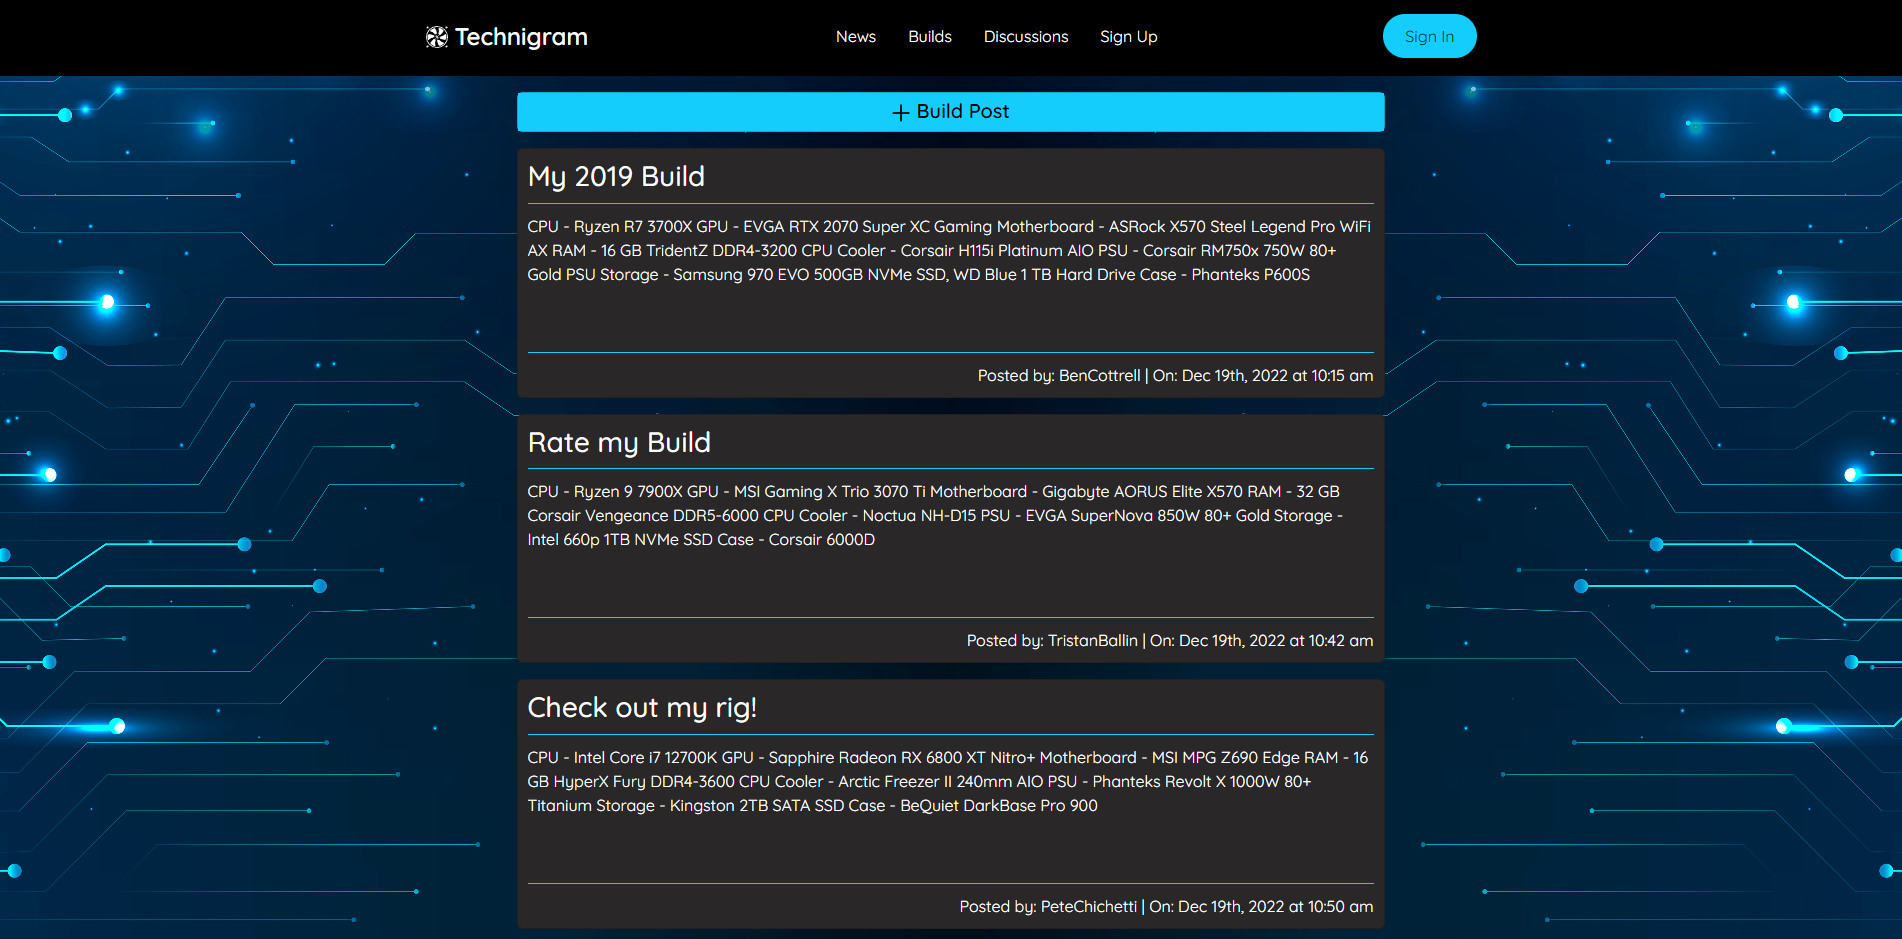 Technigram
News Builds Discussions Sign Up
Sign In
+ Build Post
My 2019 Build
CPU - Ryzen R7 3700X GPU - EVGA RTX 2070 Super XC Gaming Motherboard - ASRock X570 Steel Legend Pro WiFi
AX RAM - 16 GB TridentZ DDR4-3200 CPU Cooler - Corsair H115i Platinum AIO PSU - Corsair RM750x 750W 80+
Gold PSU Storage - Samsung 970 EVO 500GB NVMe SSD, WD Blue 1 TB Hard Drive Case - Phanteks P600S
Posted by: BenCottrell | On: Dec 19th, 2022 at 10:15 am
Rate my Build
CPU - Ryzen 9 7900X GPU - MSI Gaming X Trio 3070 Ti Motherboard - Gigabyte AORUS Elite X570 RAM - 32 GB
Corsair Vengeance DDR5-6000 CPU Cooler - Noctua NH-D15 PSU - EVGA SuperNova 850W 80+ Gold Storage -
Intel 660p 1TB NVMe SSD Case - Corsair 6000D
Posted by: TristanBallin | On: Dec 19th, 2022 at 10:42 am
Check out my rig!
CPU - Intel Core i7 12700K GPU - Sapphire Radeon RX 6800 XT Nitro+ Motherboard - MSI MPG Z690 Edge RAM - 16
GB HyperX Fury DDR4-3600 CPU Cooler - Arctic Freezer II 240mm AIO PSU - Phanteks Revolt X 1000W 80+
Titanium Storage - Kingston 2TB SATA SSD Case - BeQuiet DarkBase Pro 900
Posted by: PeteChichetti | On: Dec 19th, 2022 at 10:50 am